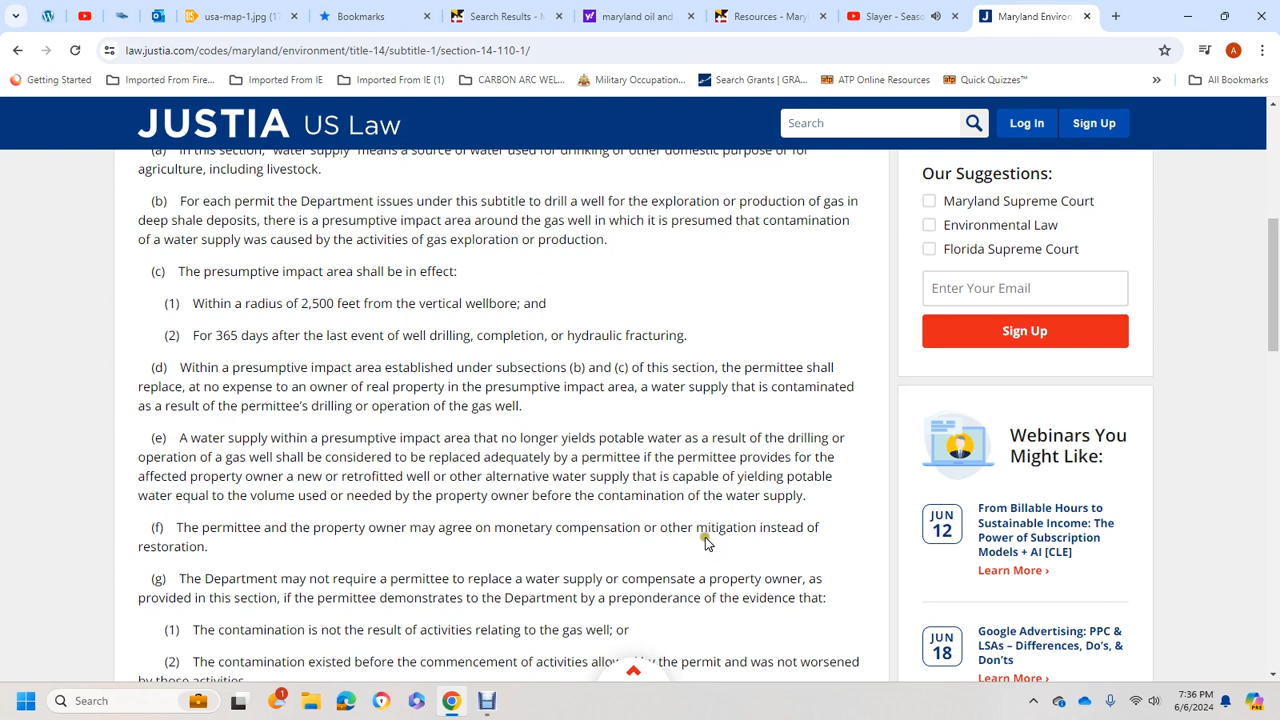 usa-map-1.jpg (
Bookmarks
Search Results - M
maryland oil and
Resources - Mary
Slayer - Seaso
Maryland Environ
law.justia.com/codes/maryland/environment/title-14/subtitle-1/section-14-110-1/
A
Getting Started
Imported From Fire...
Imported From IE
Imported From IE (1)
CARBON ARC WEL...
Military Occupation...
Search Grants | GRA...
ATP Online Resources
Quick Quizzes™
»
All Bookmarks
JUSTIA US Law
Search
Log In
Sign Up
(a) In this section, "water supply" means a source of water used for drinking or other domestic purpose or for
agriculture, including livestock.
(b) For each permit the Department issues under this subtitle to drill a well for the exploration or production of gas in
deep shale deposits, there is a presumptive impact area around the gas well in which it is presumed that contamination
of a water supply was caused by the activities of gas exploration or production.
(c) The presumptive impact area shall be in effect:
(1) Within a radius of 2,500 feet from the vertical wellbore; and
(2) For 365 days after the last event of well drilling, completion, or hydraulic fracturing.
(d) Within a presumptive impact area established under subsections (b) and (c) of this section, the permittee shall
replace, at no expense to an owner of real property in the presumptive impact area, a water supply that is contaminated
as a result of the permittee's drilling or operation of the gas well.
(e) A water supply within a presumptive impact area that no longer yields potable water as a result of the drilling or
operation of a gas well shall be considered to be replaced adequately by a permittee if the permittee provides for the
affected property owner a new or retrofitted well or other alternative water supply that is capable of yielding potable
water equal to the volume used or needed by the property owner before the contamination of the water supply.
(f) The permittee and the property owner may agree on monetary compensation or other mitigation instead of
restoration.
(g) The Department may not require a permittee to replace a water supply or compensate a property owner, as
provided in this section, if the permittee demonstrates to the Department by a preponderance of the evidence that:
(1) The contamination is not the result of activities relating to the gas well; or
(2) The contamination existed before the commencement of activities allowed by the permit and was not worsened
by those activities.
Our Suggestions:
Maryland Supreme Court
Environmental Law
Florida Supreme Court
Enter Your Email
Sign Up
Webinars You
Might Like:
JUN
12
From Billable Hours to
Sustainable Income: The
Power of Subscription
Models + AI [CLE]
Learn More ›
JUN
18
Google Advertising: PPC &
LSAs – Differences, Do's, &
Don'ts
Learn More ›
Search
1
7:36 PM
6/6/2024